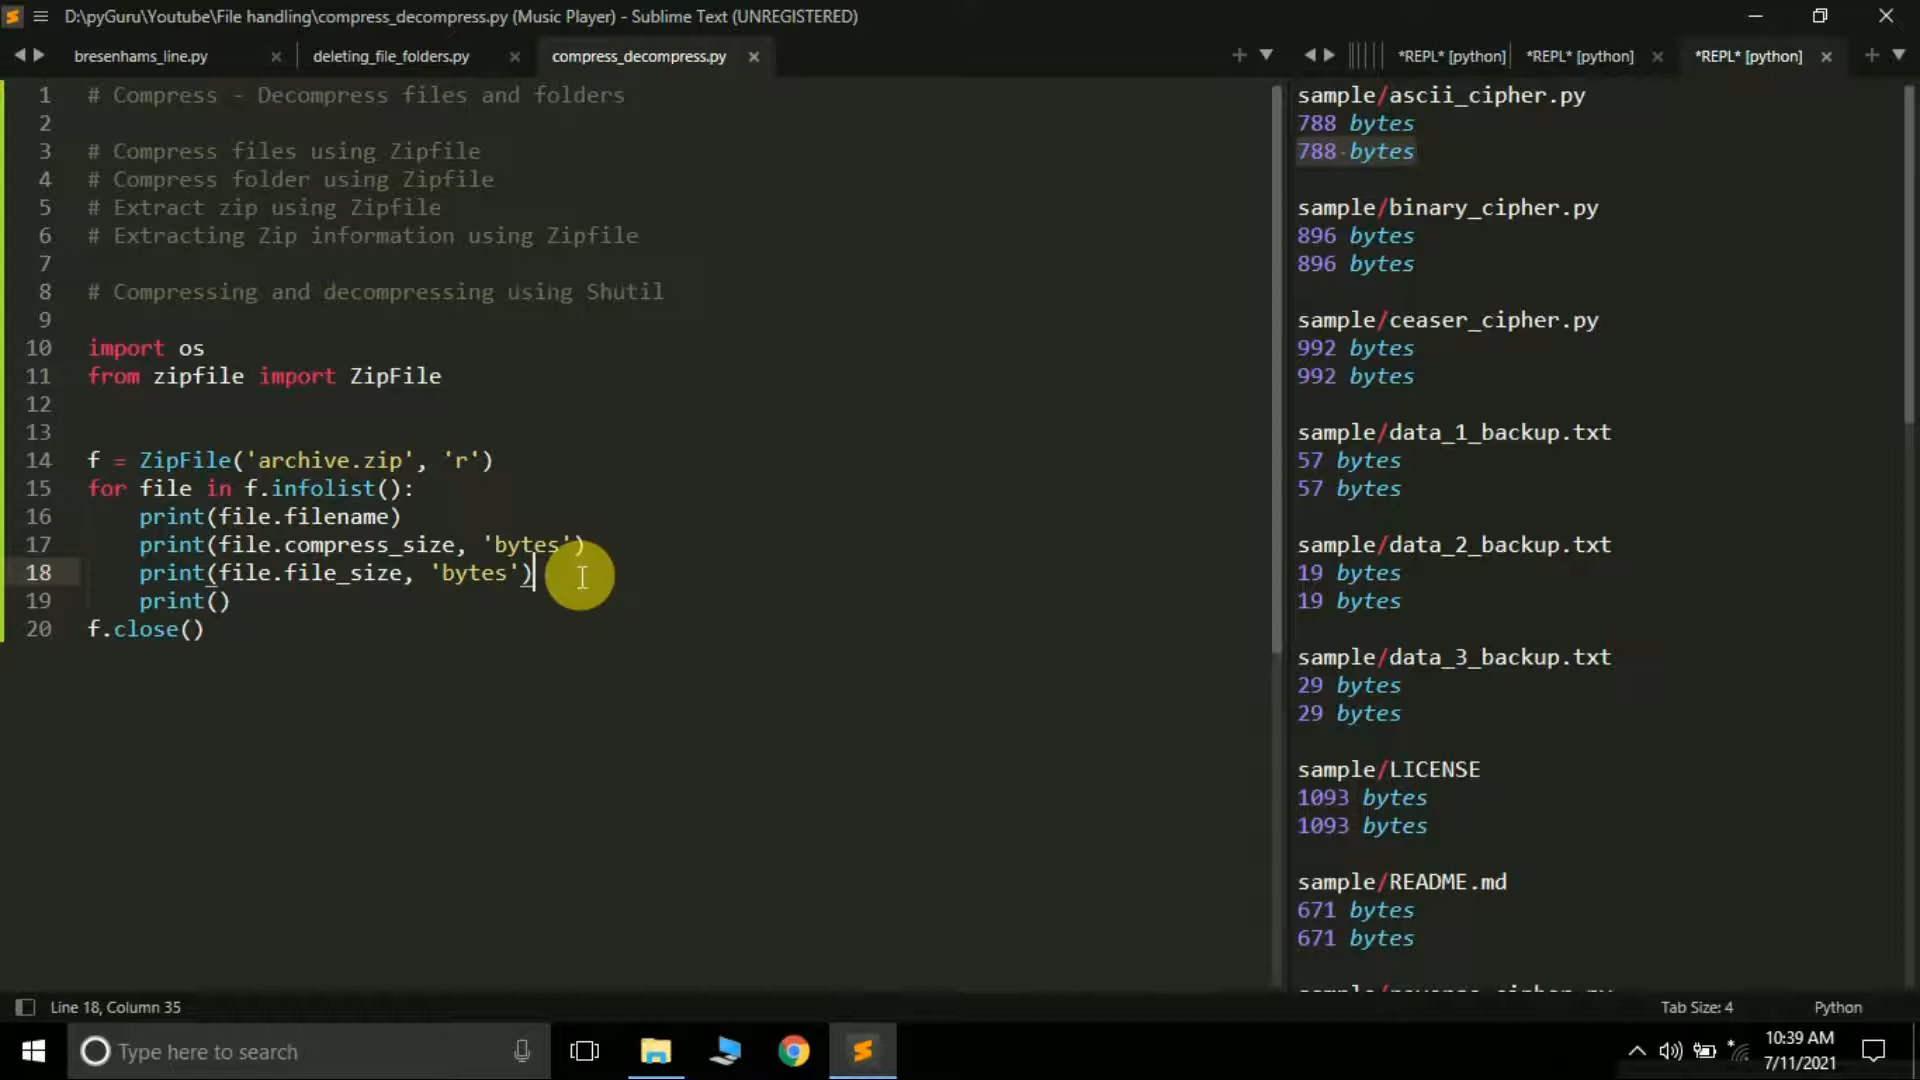 D:\pyGuru\Youtube\File handling\compress_decompress.py (Music Player) - Sublime Text (UNREGISTERED)
bresenhams_line.py
deleting_file_folders.py
compress_decompress.py
*REPL* [python]
*REPL* [python]
*REPL* [python]
1 # Compress - Decompress files and folders
2
3 # Compress files using Zipfile
4 # Compress folder using Zipfile
5 # Extract zip using Zipfile
6 # Extracting Zip information using Zipfile
7
8 # Compressing and decompressing using Shutil
9
10 import os
11 from zipfile import ZipFile
12
13
14 f = ZipFile('archive.zip', 'r')
15 for file in f.infolist():
16     print(file.filename)
17     print(file.compress_size, 'bytes')
18     print(file.file_size, 'bytes')
19     print()
20 f.close()
sample/ascii_cipher.py
788 bytes
788 bytes
sample/binary_cipher.py
896 bytes
896 bytes
sample/ceaser_cipher.py
992 bytes
992 bytes
sample/data_1_backup.txt
57 bytes
57 bytes
sample/data_2_backup.txt
19 bytes
19 bytes
sample/data_3_backup.txt
29 bytes
29 bytes
sample/LICENSE
1093 bytes
1093 bytes
sample/README.md
671 bytes
671 bytes
Line 18, Column 35
Tab Size: 4
Python
Type here to search
10:39 AM
7/11/2021